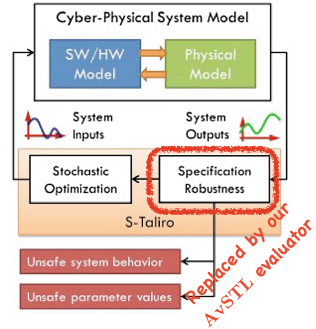 Cyber-Physical System Model
SW/HW
Model
Physical
Model
System
Inputs
System
Outputs
Stochastic
Optimization
Specification
Robustness
S-Taliro
Replaced by our
AvSTL evaluator
Unsafe system behavior
Unsafe parameter values